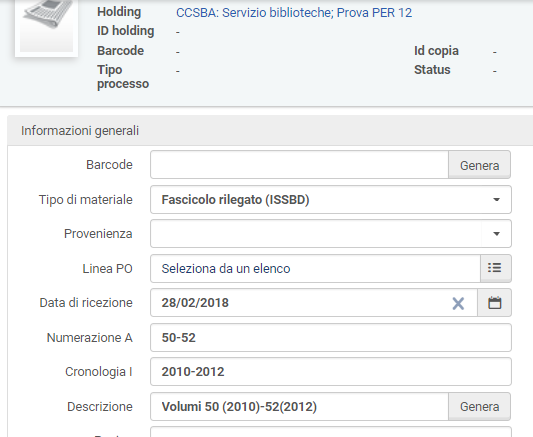 Holding CCSBA: Servizio biblioteche; Prova PER 12
ID holding -
Barcode - Id copia -
Tipo processo - Status -
Informazioni generali
Barcode Genera
Tipo di materiale Fascicolo rilegato (ISSBD)
Provenienza
Linea PO Seleziona da un elenco
Data di ricezione 28/02/2018
Numerazione A 50-52
Cronologia I 2010-2012
Descrizione Volumi 50 (2010)-52(2012) Genera